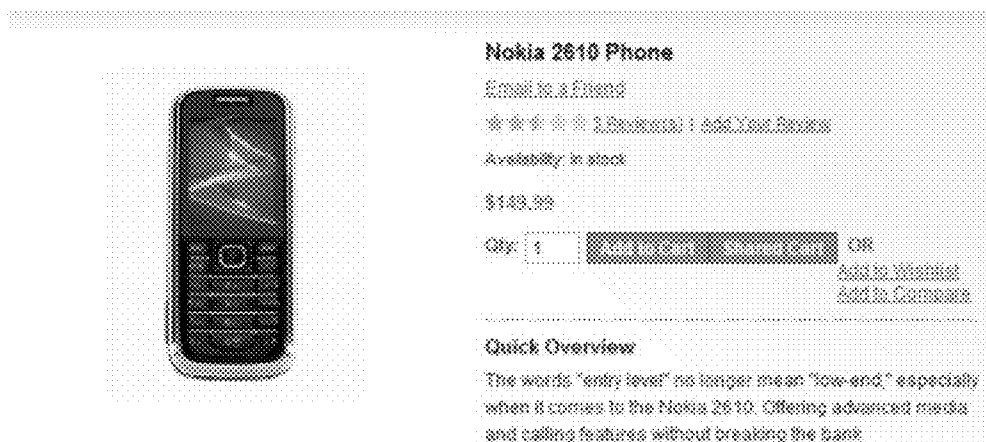 Nokia 2610 Phone
Email to a Friend
3 Review(s) | Add Your Review
Availability: In stock
$149.99
Qty: 1 OR
Add to Wishlist
Add to Compare
Quick Overview
The words "entry level" no longer mean "low-end," especially
when it comes to the Nokia 2610. Offering advanced media
and calling features without breaking the bank